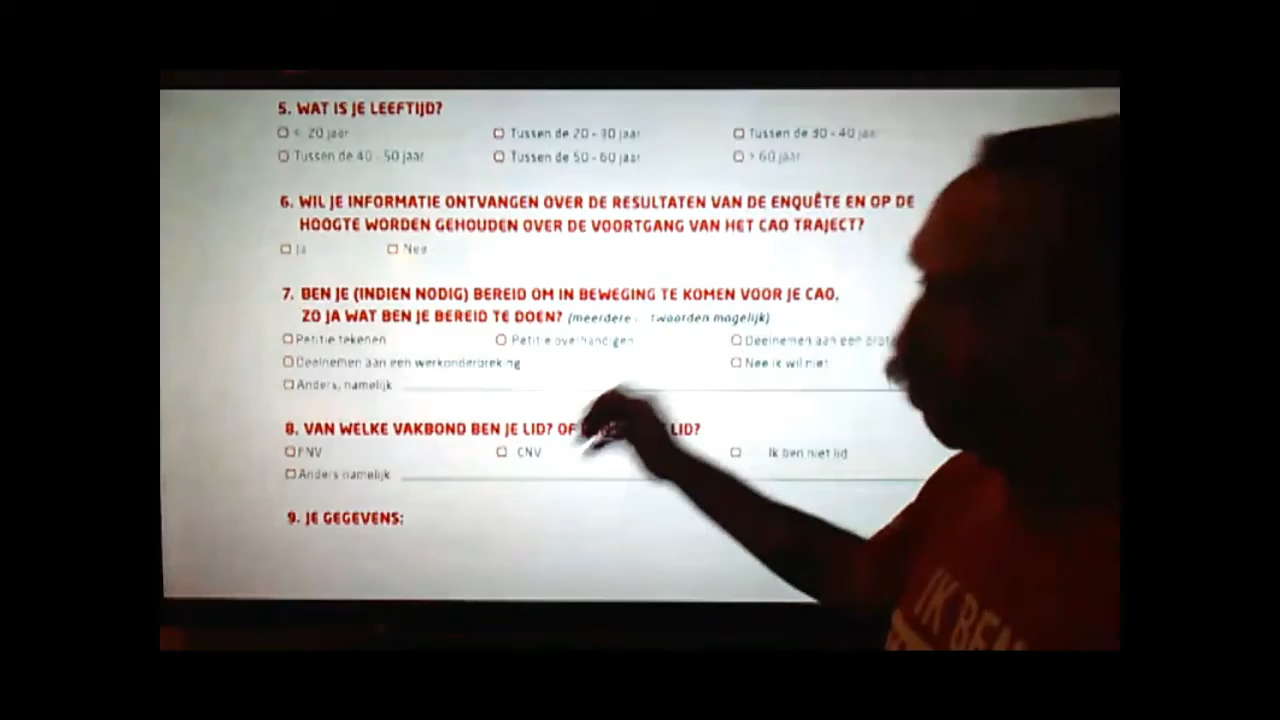 5. WAT IS JE LEEFTIJD?
< 20 jaar Tussen de 20 - 30 jaar Tussen de 30 - 40 jaar
Tussen de 40 - 50 jaar Tussen de 50 - 60 jaar > 60 jaar
6. WIL JE INFORMATIE ONTVANGEN OVER DE RESULTATEN VAN DE ENQUÊTE EN OP DE
HOOGTE WORDEN GEHOUDEN OVER DE VOORTGANG VAN HET CAO TRAJECT?
Ja Nee
7. BEN JE (INDIEN NODIG) BEREID OM IN BEWEGING TE KOMEN VOOR JE CAO,
ZO JA WAT BEN JE BEREID TE DOEN? (meerdere mogelijk)
Petitie tekenen Petitie overhandigen Deelnemen aan een
Deelnemen aan een werkonderbreking Nee ik wil niet
Anders, namelijk
8. VAN WELKE VAKBOND BEN JE LID? OF LID?
FNV CNV Ik ben niet lid
Anders namelijk
9. JE GEGEVENS:
IK BEN